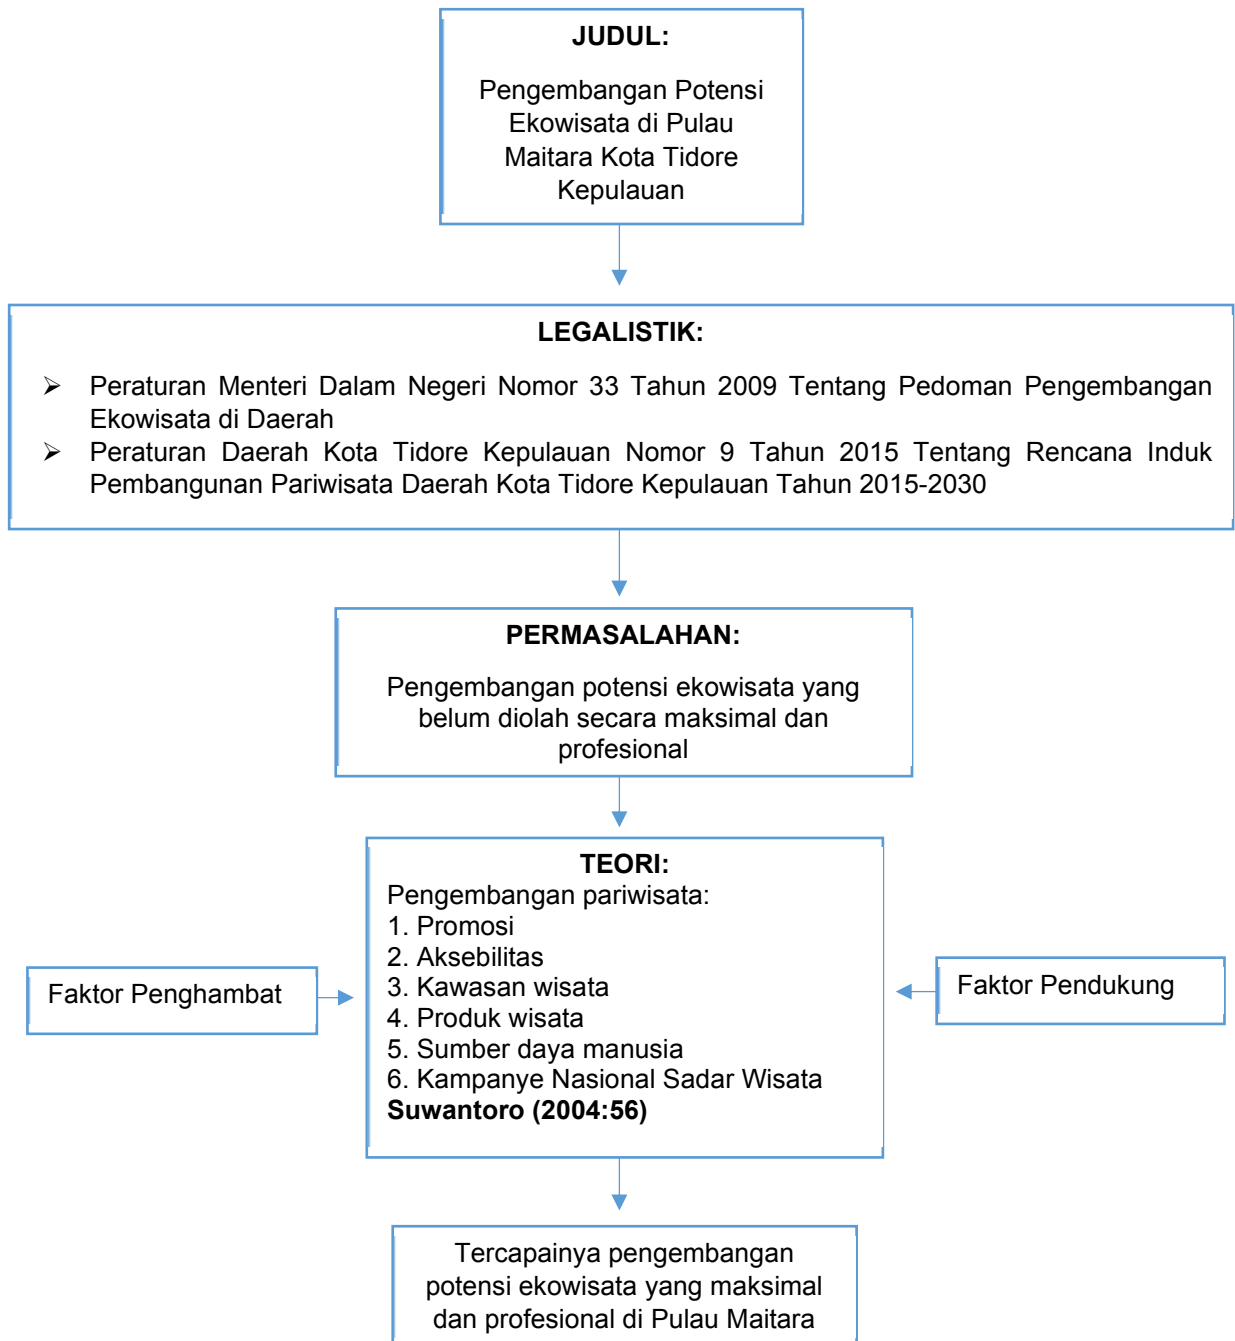 JUDUL:
Pengembangan Potensi
Ekowisata di Pulau
Maitara Kota Tidore
Kepulauan
LEGALISTIK:
➢ Peraturan Menteri Dalam Negeri Nomor 33 Tahun 2009 Tentang Pedoman Pengembangan
Ekowisata di Daerah
➢ Peraturan Daerah Kota Tidore Kepulauan Nomor 9 Tahun 2015 Tentang Rencana Induk
Pembangunan Pariwisata Daerah Kota Tidore Kepulauan Tahun 2015-2030
PERMASALAHAN:
Pengembangan potensi ekowisata yang
belum diolah secara maksimal dan
profesional
TEORI:
Pengembangan pariwisata:
1. Promosi
2. Aksebilitas
3. Kawasan wisata
4. Produk wisata
5. Sumber daya manusia
6. Kampanye Nasional Sadar Wisata
Suwantoro (2004:56)
Faktor Penghambat
Faktor Pendukung
Tercapainya pengembangan
potensi ekowisata yang maksimal
dan profesional di Pulau Maitara